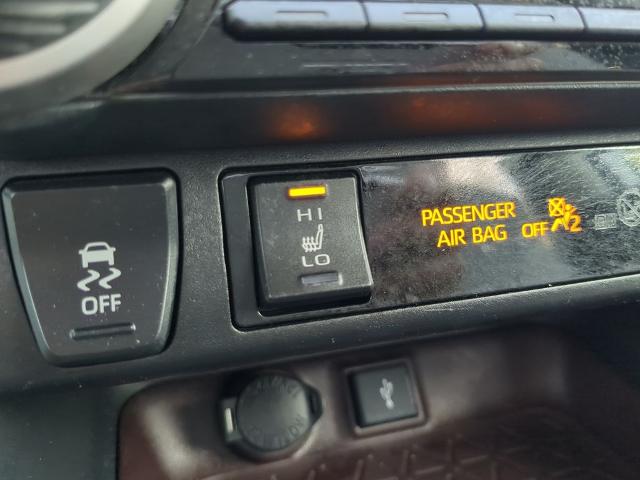 HI
LO
OFF
PASSENGER
AIR BAG OFF 2